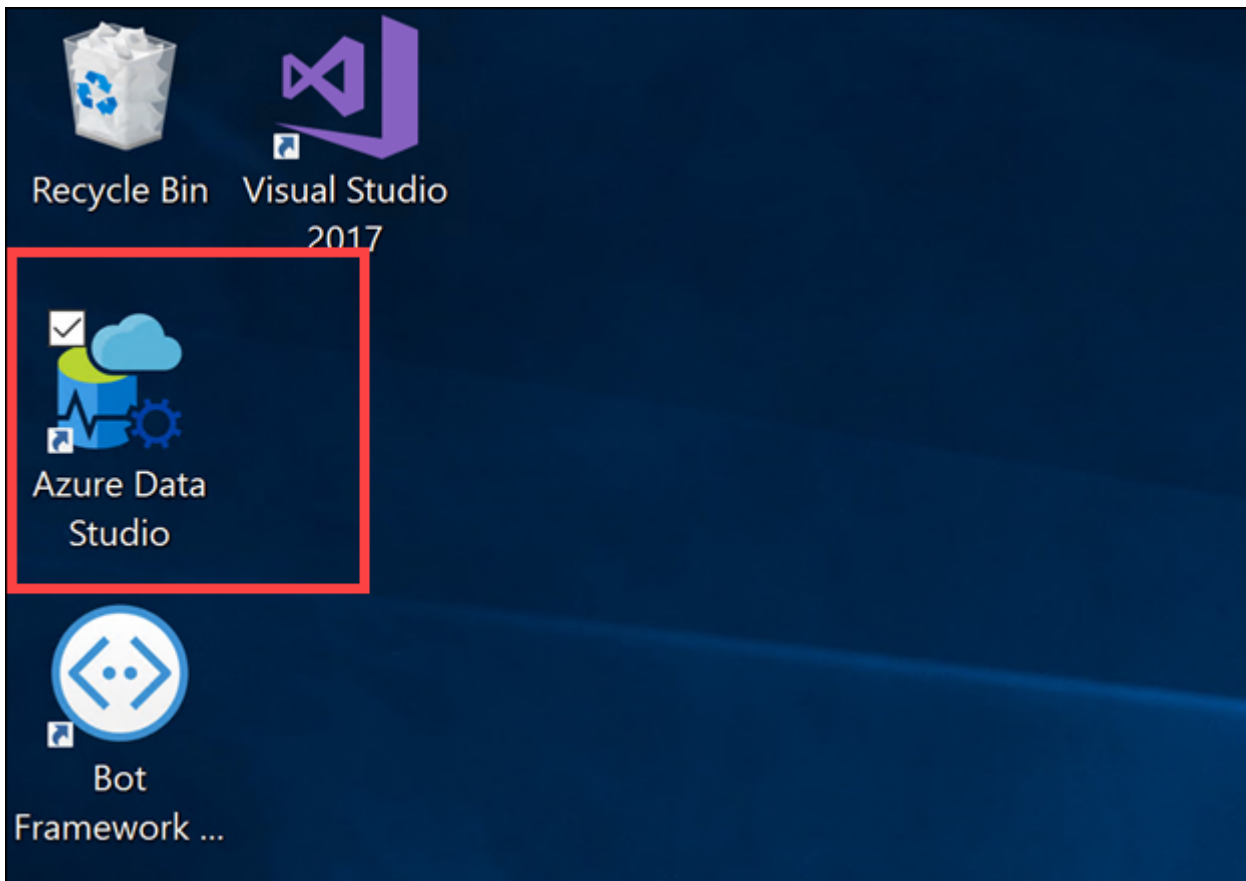 Recycle Bin
Visual Studio
2017
Azure Data
Studio
Bot
Framework ...